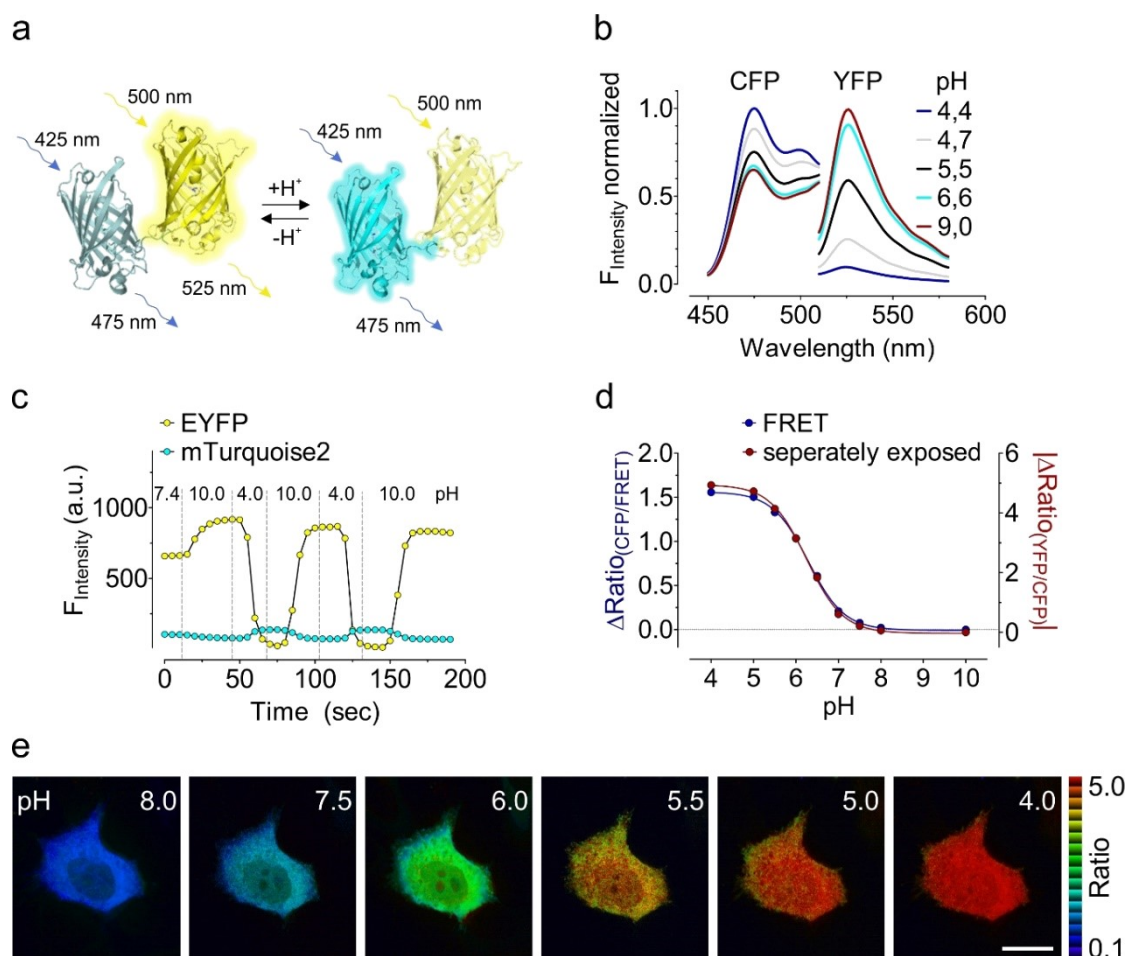 a
500 nm
425 nm
525 nm
475 nm
+H⁺
-H⁺
500 nm
425 nm
475 nm
b
CFP YFP pH
4,4
4,7
5,5
6,6
9,0
F Intensity normalized
1.0
0.5
0.0
450 500 550 600
Wavelength (nm)
c
EYFP
mTurquoise2
F Intensity (a.u.)
7.4 10.0 4.0 10.0 4.0 10.0 pH
1000
500
0 50 100 150 200
Time (sec)
d
FRET
seperately exposed
ΔRatio(CFP/FRET)
2.0
1.5
1.0
0.5
0.0
6
4
2
0
|ΔRatio(YFP/CFP)|
4 5 6 7 8 9 10
pH
e
pH 8.0 7.5 6.0 5.5 5.0 4.0
5.0
Ratio
0.1